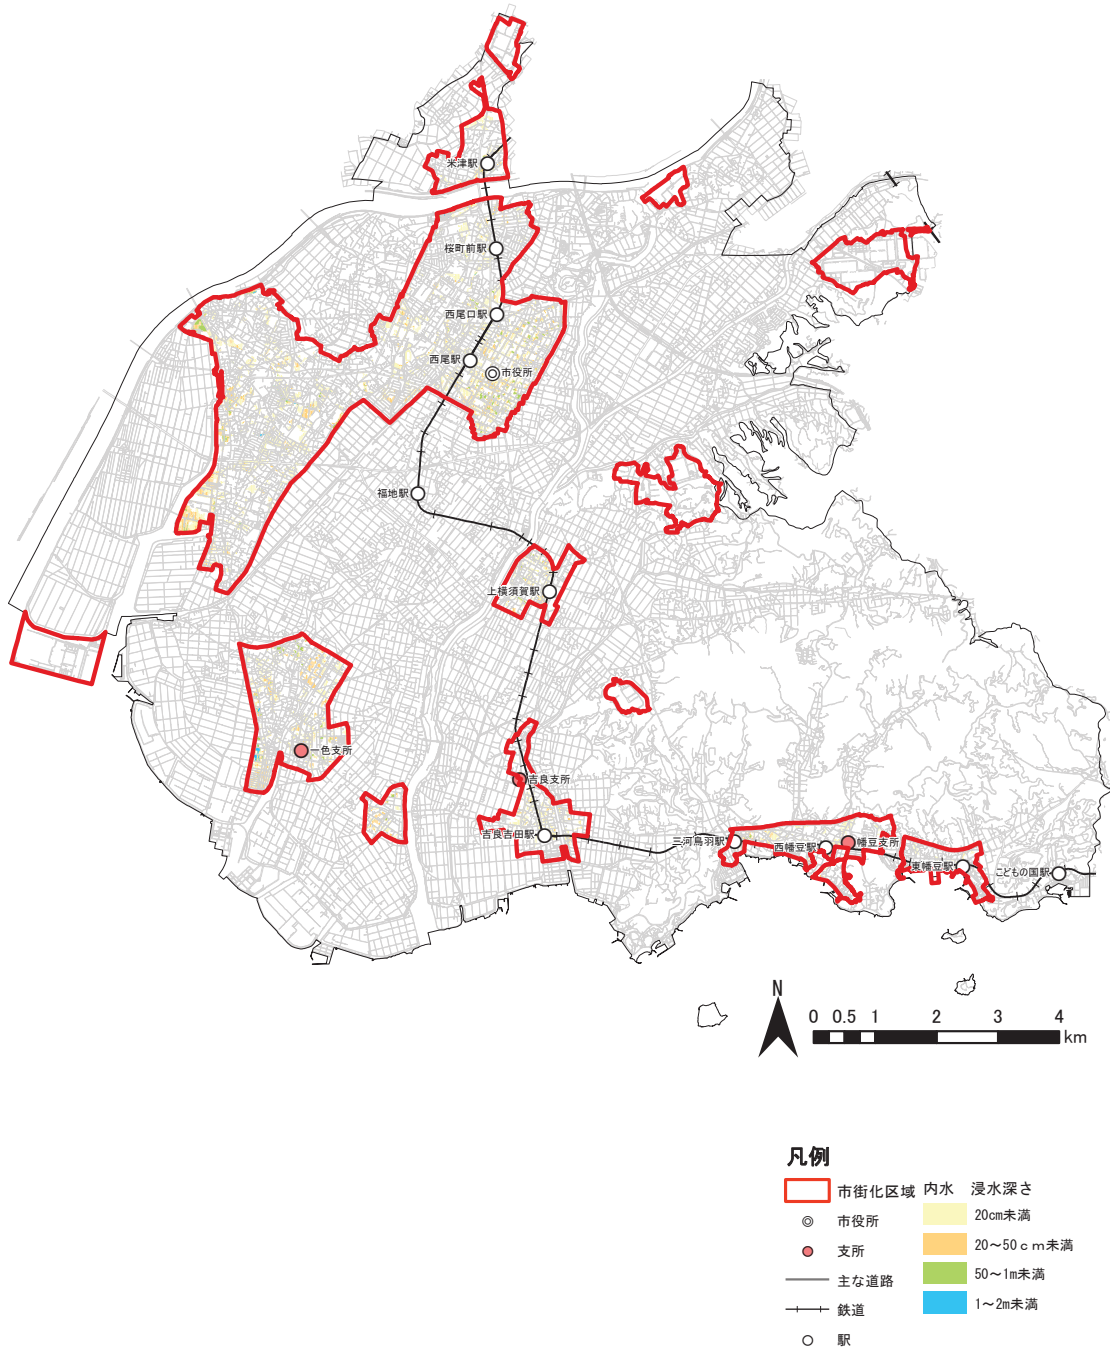 米津駅
桜町前駅
西尾口駅
西尾駅
市役所
福地駅
上横須賀駅
一色支所
吉良支所
吉良吉田駅
三河鳥羽駅
西幡豆駅
幡豆支所
東幡豆駅
こどもの国駅
N
0 0.5 1 2 3 4
km
凡例
市街化区域
市役所
支所
主な道路
鉄道
駅
内水 浸水深さ
20cm未満
20～50ｃｍ未満
50～1m未満
1～2m未満